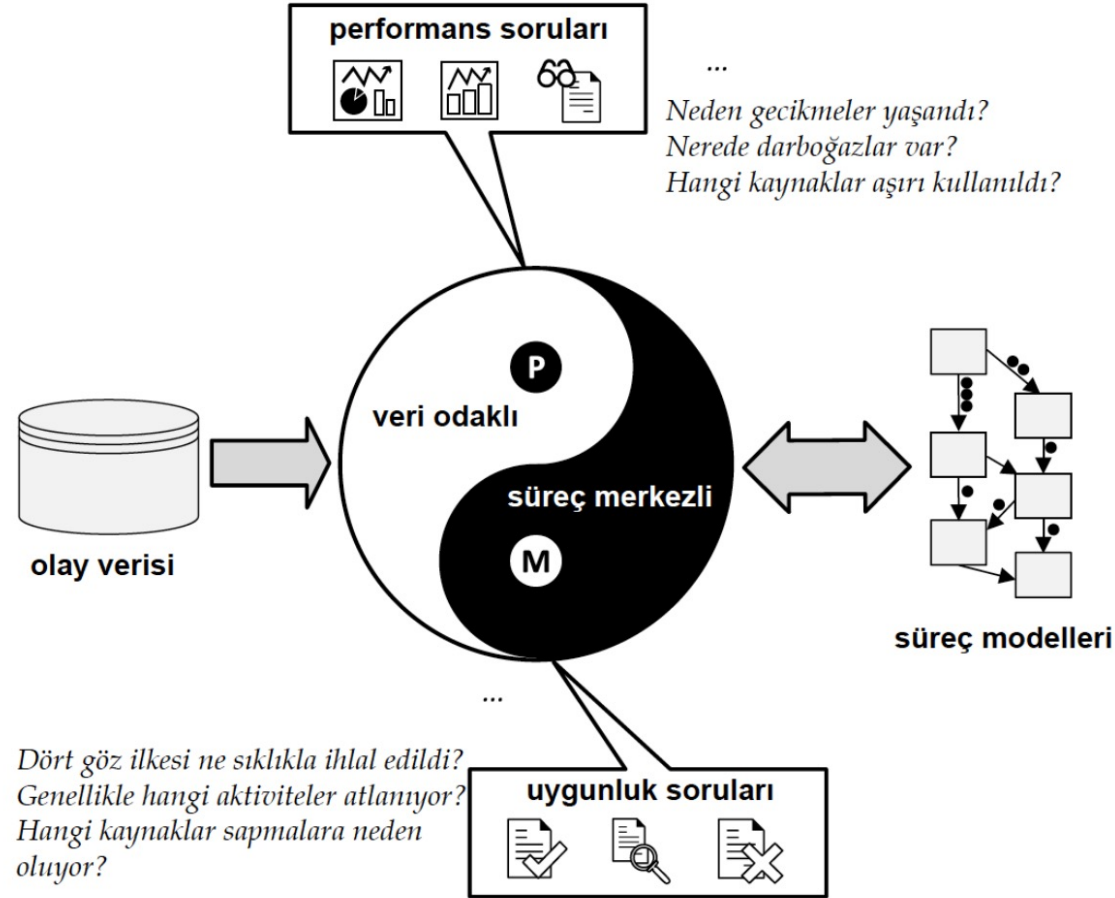 performans soruları
...
Neden gecikmeler yaşandı?
Nerede darboğazlar var?
Hangi kaynaklar aşırı kullanıldı?
P
veri odaklı
süreç merkezli
M
olay verisi
süreç modelleri
...
Dört göz ilkesi ne sıklıkla ihlal edildi?
Genellikle hangi aktiviteler atlanıyor?
Hangi kaynaklar sapmalara neden
oluyor?
uygunluk soruları